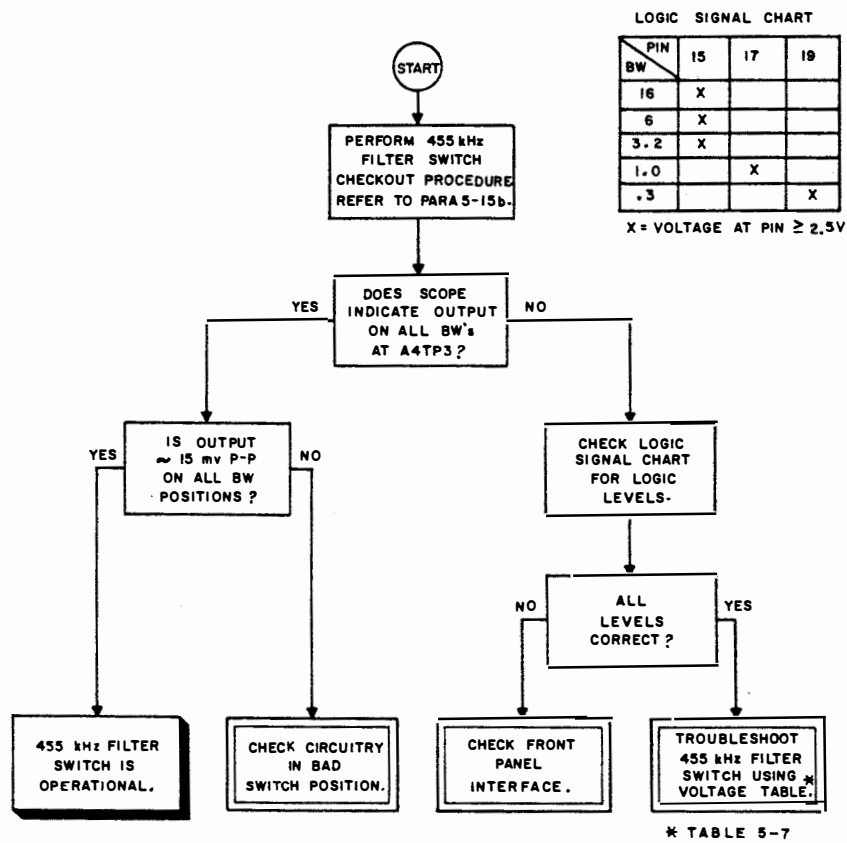 LOGIC SIGNAL CHART
PIN
BW
15
17
19
16
X
6
X
3.2
X
1.0
X
.3
X
X = VOLTAGE AT PIN ≥ 2.5V
START
PERFORM 455 kHz
FILTER SWITCH
CHECKOUT PROCEDURE
REFER TO PARA 5-15b.
DOES SCOPE
INDICATE OUTPUT
ON ALL BW's
AT A4TP3?
YES
NO
IS OUTPUT
~ 15 mv P-P
ON ALL BW
POSITIONS?
YES
NO
CHECK LOGIC
SIGNAL CHART
FOR LOGIC
LEVELS.
ALL
LEVELS
CORRECT?
NO
YES
455 kHz FILTER
SWITCH IS
OPERATIONAL.
CHECK CIRCUITRY
IN BAD
SWITCH POSITION.
CHECK FRONT
PANEL
INTERFACE.
TROUBLESHOOT
455 kHz FILTER
SWITCH USING
VOLTAGE TABLE.*
* TABLE 5-7